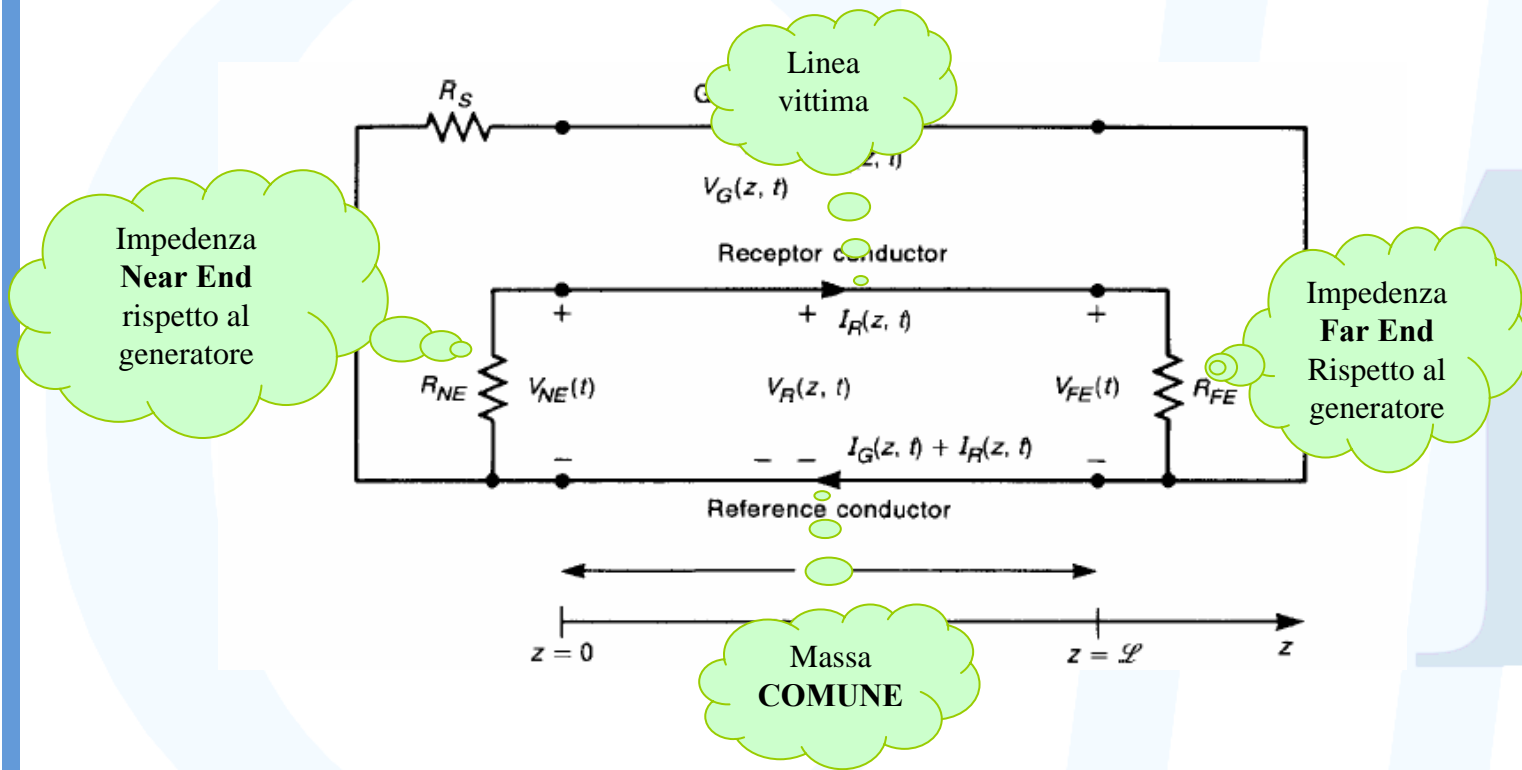 Linea
vittima
R_S
G
z, t)
V_G(z, t)
Impedenza
Near End
rispetto al
generatore
Receptor conductor
Impedenza
Far End
Rispetto al
generatore
+ + I_R(z, t) +
R_NE V_NE(t) V_R(z, t) V_FE(t) R_FE
− − − I_G(z, t) + I_R(z, t) −
Reference conductor
z = 0 z = ℒ z
Massa
COMUNE